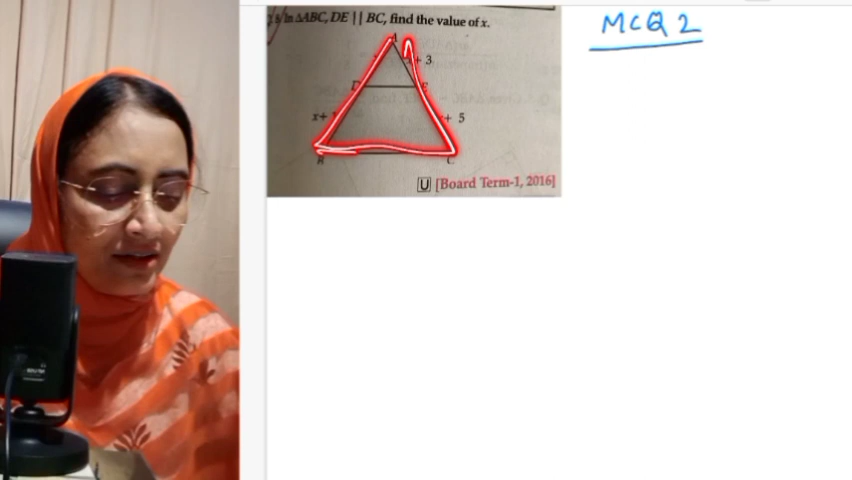 In ΔABC, DE || BC, find the value of x.
MCQ 2
A
+ 3
D E
x+ + 5
B C
U [Board Term-1, 2016]